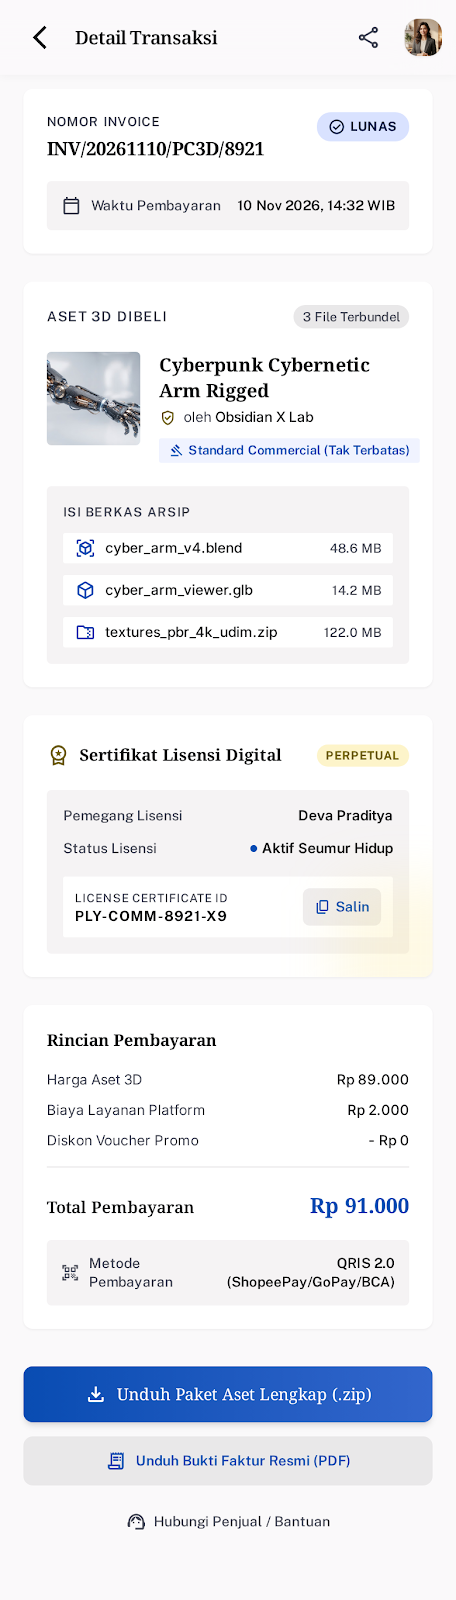 Detail Transaksi
NOMOR INVOICE
LUNAS
INV/20261110/PC3D/8921
Waktu Pembayaran 10 Nov 2026, 14:32 WIB
ASET 3D DIBELI
3 File Terbundel
Cyberpunk Cybernetic
Arm Rigged
oleh Obsidian X Lab
Standard Commercial (Tak Terbatas)
ISI BERKAS ARSIP
cyber_arm_v4.blend 48.6 MB
cyber_arm_viewer.glb 14.2 MB
textures_pbr_4k_udim.zip 122.0 MB
Sertifikat Lisensi Digital
PERPETUAL
Pemegang Lisensi Deva Praditya
Status Lisensi Aktif Seumur Hidup
LICENSE CERTIFICATE ID
PLY-COMM-8921-X9
Salin
Rincian Pembayaran
Harga Aset 3D Rp 89.000
Biaya Layanan Platform Rp 2.000
Diskon Voucher Promo - Rp 0
Total Pembayaran Rp 91.000
Metode
Pembayaran
QRIS 2.0
(ShopeePay/GoPay/BCA)
Unduh Paket Aset Lengkap (.zip)
Unduh Bukti Faktur Resmi (PDF)
Hubungi Penjual / Bantuan